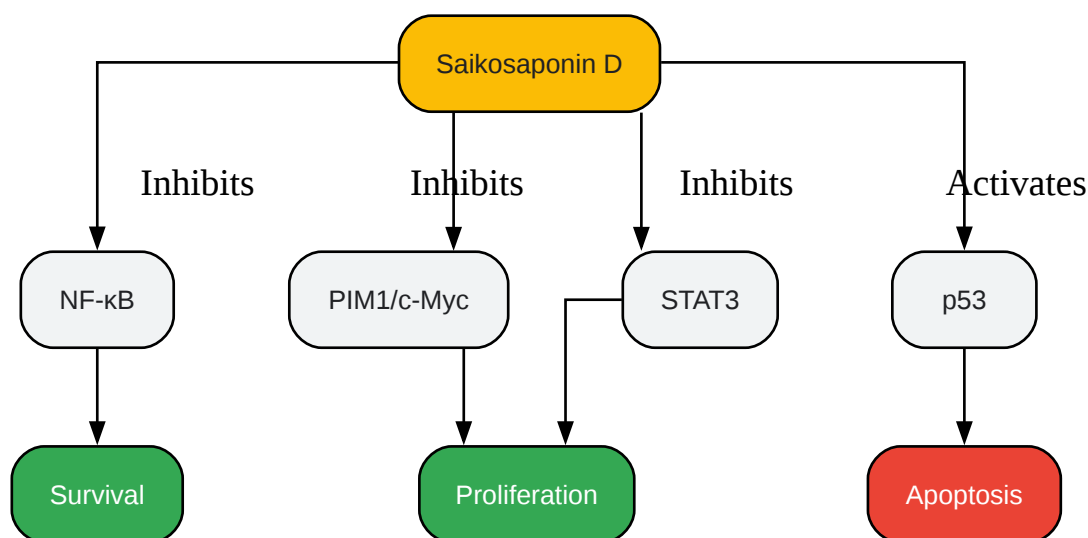 Saikosaponin D
Inhibits
Inhibits
Inhibits
Activates
NF-κB
PIM1/c-Myc
STAT3
p53
Survival
Proliferation
Apoptosis